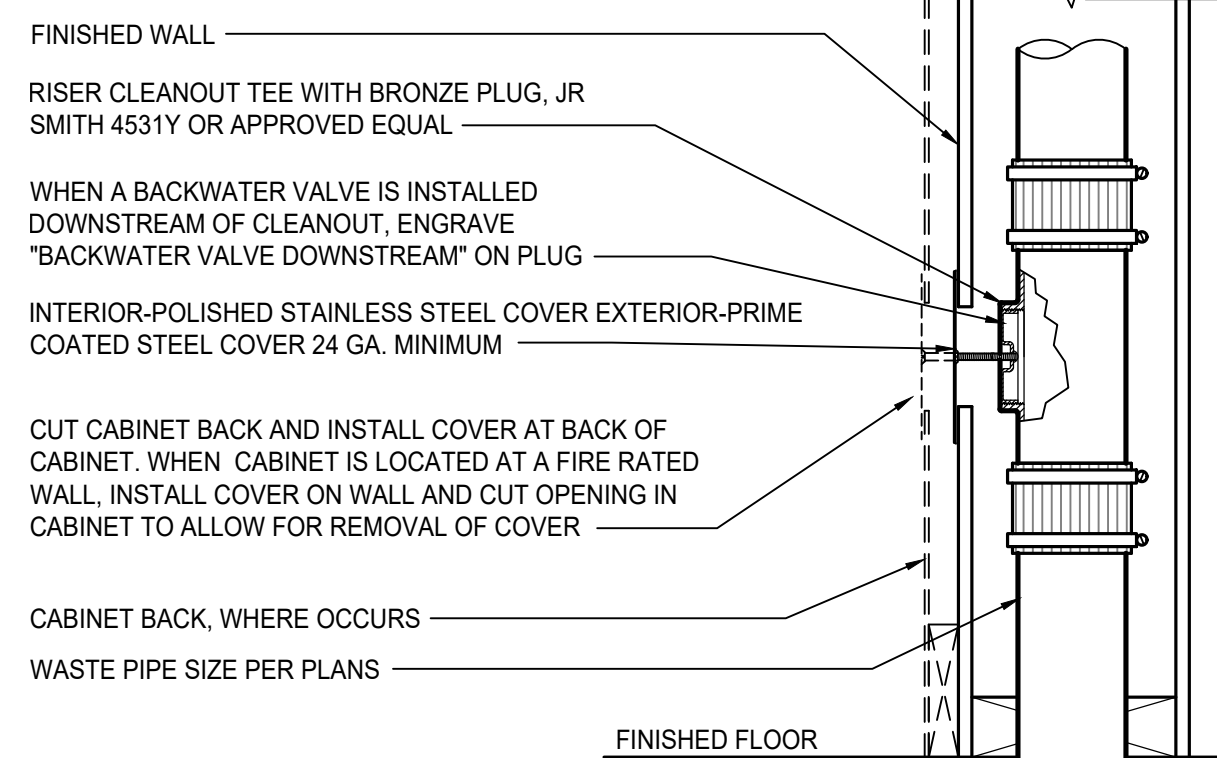 FINISHED WALL
RISER CLEANOUT TEE WITH BRONZE PLUG, JR
SMITH 4531Y OR APPROVED EQUAL
WHEN A BACKWATER VALVE IS INSTALLED
DOWNSTREAM OF CLEANOUT, ENGRAVE
"BACKWATER VALVE DOWNSTREAM" ON PLUG
INTERIOR-POLISHED STAINLESS STEEL COVER EXTERIOR-PRIME
COATED STEEL COVER 24 GA. MINIMUM
CUT CABINET BACK AND INSTALL COVER AT BACK OF
CABINET. WHEN CABINET IS LOCATED AT A FIRE RATED
WALL, INSTALL COVER ON WALL AND CUT OPENING IN
CABINET TO ALLOW FOR REMOVAL OF COVER
CABINET BACK, WHERE OCCURS
WASTE PIPE SIZE PER PLANS
FINISHED FLOOR